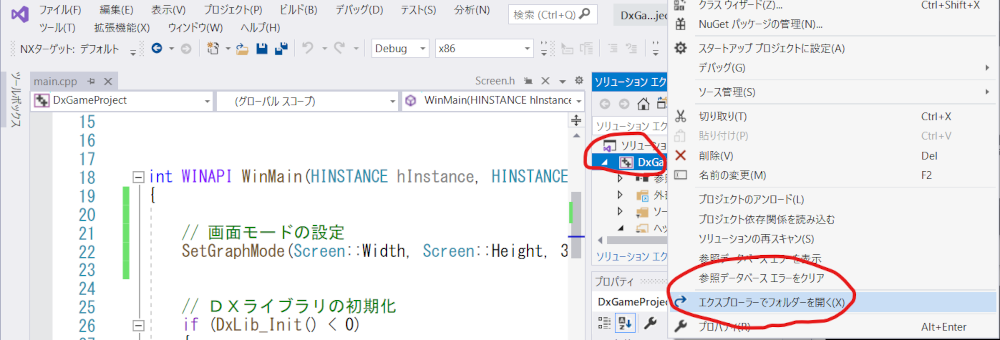 ファイル(F) 編集(E) 表示(V) プロジェクト(P) ビルド(B) デバッグ(D) テスト(S) 分析(N) 検索 (Ctrl+Q) DxGa...ject
ツール(T) 拡張機能(X) ウィンドウ(W) ヘルプ(H)
NXターゲット: デフォルト Debug x86
ツールボックス
main.cpp Screen.h
DxGameProject (グローバル スコープ) WinMain(HINSTANCE hInstance
15
16
17
18 int WINAPI WinMain(HINSTANCE hInstance, HINSTANCE
19 {
20
21 // 画面モードの設定
22 SetGraphMode(Screen::Width, Screen::Height, 3
23
24
25 // DXライブラリの初期化
26 if (DxLib_Init() < 0)
ソリューション エク
ソリューション エク
ソリューシ
DxGa
参照
外部
ソー
ヘッ
ソリューション エク
プロパティ
DxGameProject
クラス ウィザード(Z)... Ctrl+Shift+X
NuGet パッケージの管理(N)...
スタートアップ プロジェクトに設定(A)
デバッグ(G)
ソース管理(S)
切り取り(T) Ctrl+X
貼り付け(P) Ctrl+V
削除(V) Del
名前の変更(M) F2
プロジェクトのアンロード(L)
プロジェクト依存関係を読み込む
ソリューションの再スキャン(S)
参照データベース エラーを表示
参照データベース エラーをクリア
エクスプローラーでフォルダーを開く(X)
プロパティ(R) Alt+Enter